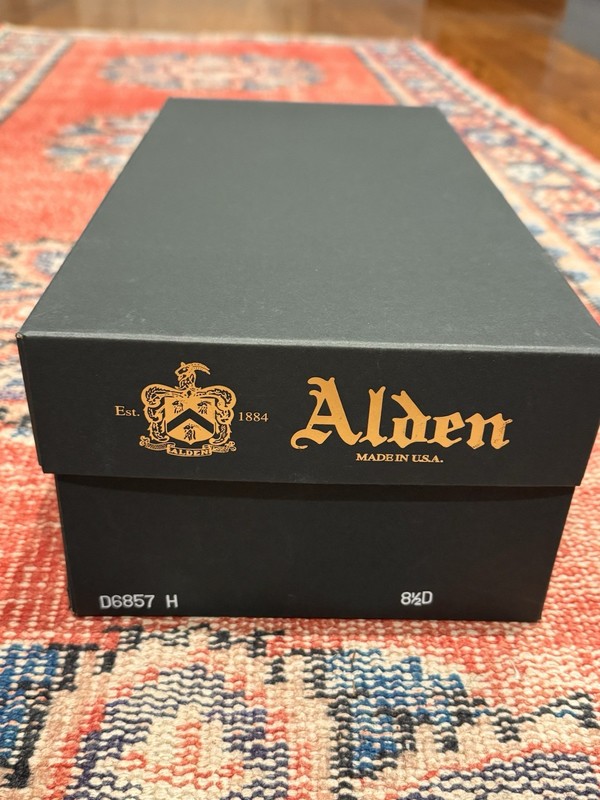 Est. 1884
ALDEN
Alden
MADE IN U.S.A.
D6857 H
8½D